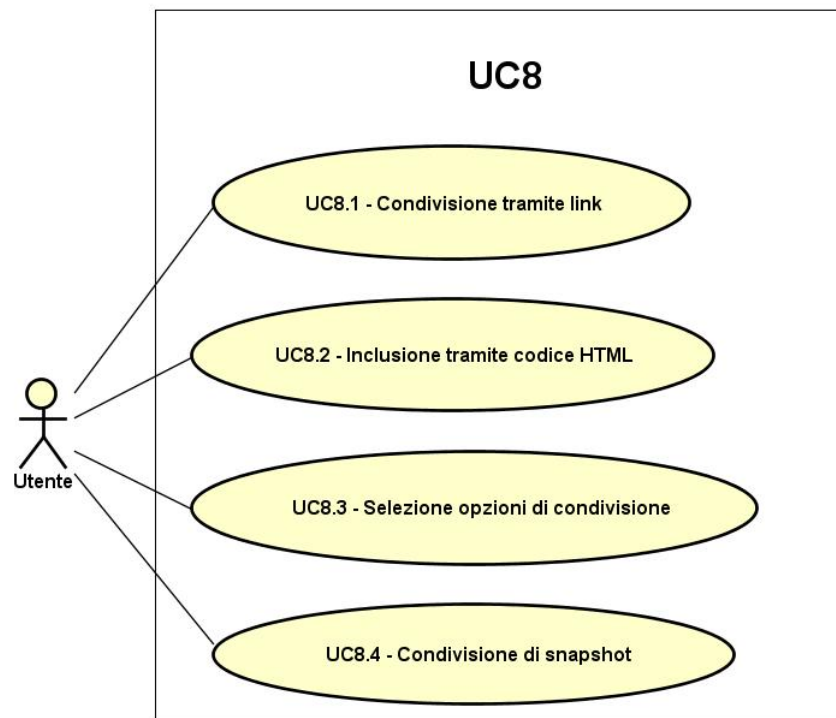 UC8
UC8.1 - Condivisione tramite link
UC8.2 - Inclusione tramite codice HTML
Utente
UC8.3 - Selezione opzioni di condivisione
UC8.4 - Condivisione di snapshot